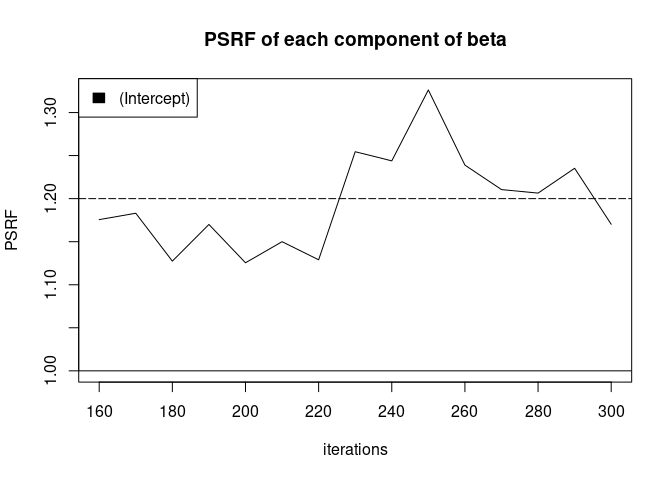 PSRF of each component of beta
(Intercept)
PSRF
1.30
1.20
1.10
1.00
160 180 200 220 240 260 280 300
iterations